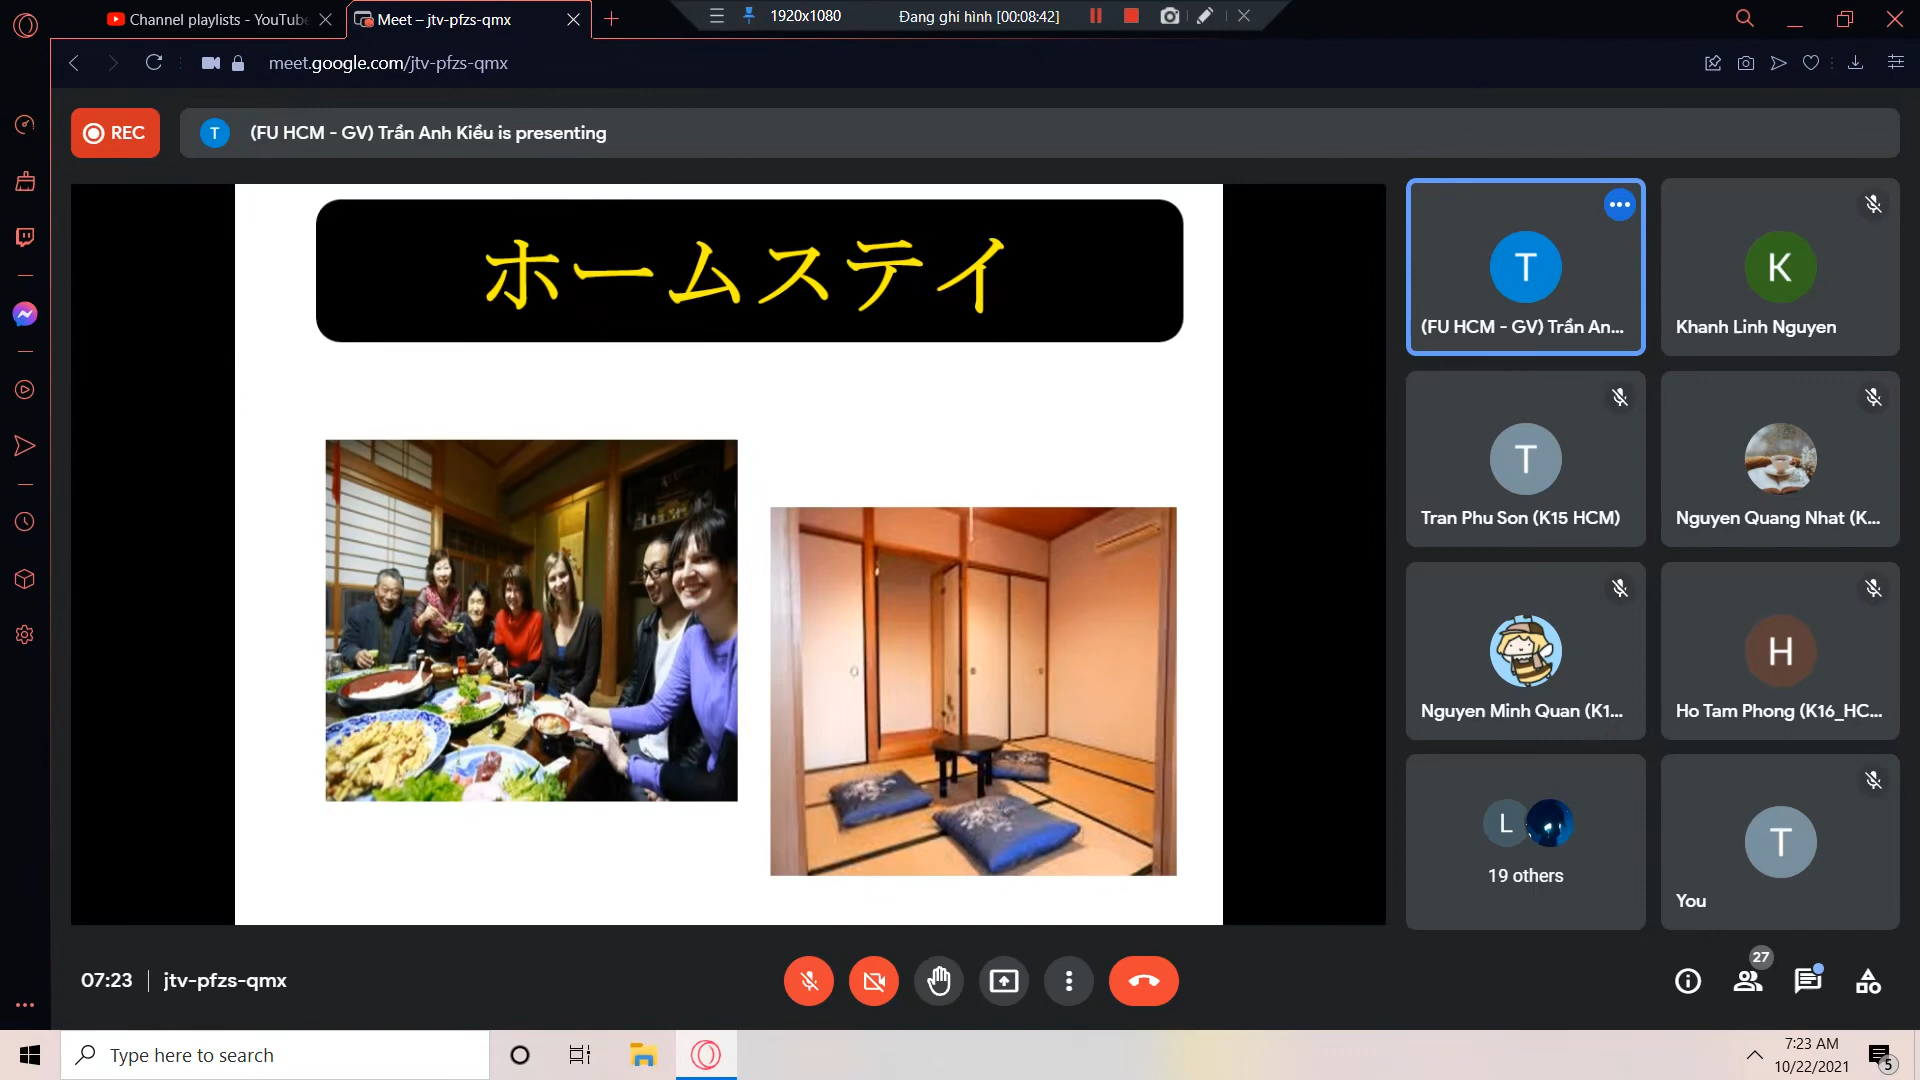 Channel playlists - YouTube
Meet – jtv-pfzs-qmx
1920x1080
Đang ghi hình [00:08:42]
meet.google.com/jtv-pfzs-qmx
REC
T
(FU HCM - GV) Trần Anh Kiều is presenting
ホームステイ
T
(FU HCM - GV) Trần An...
K
Khanh Linh Nguyen
T
Tran Phu Son (K15 HCM)
Nguyen Quang Nhat (K...
Nguyen Minh Quan (K1...
H
Ho Tam Phong (K16_HC...
L
19 others
T
You
07:23
jtv-pfzs-qmx
27
Type here to search
7:23 AM
10/22/2021
5